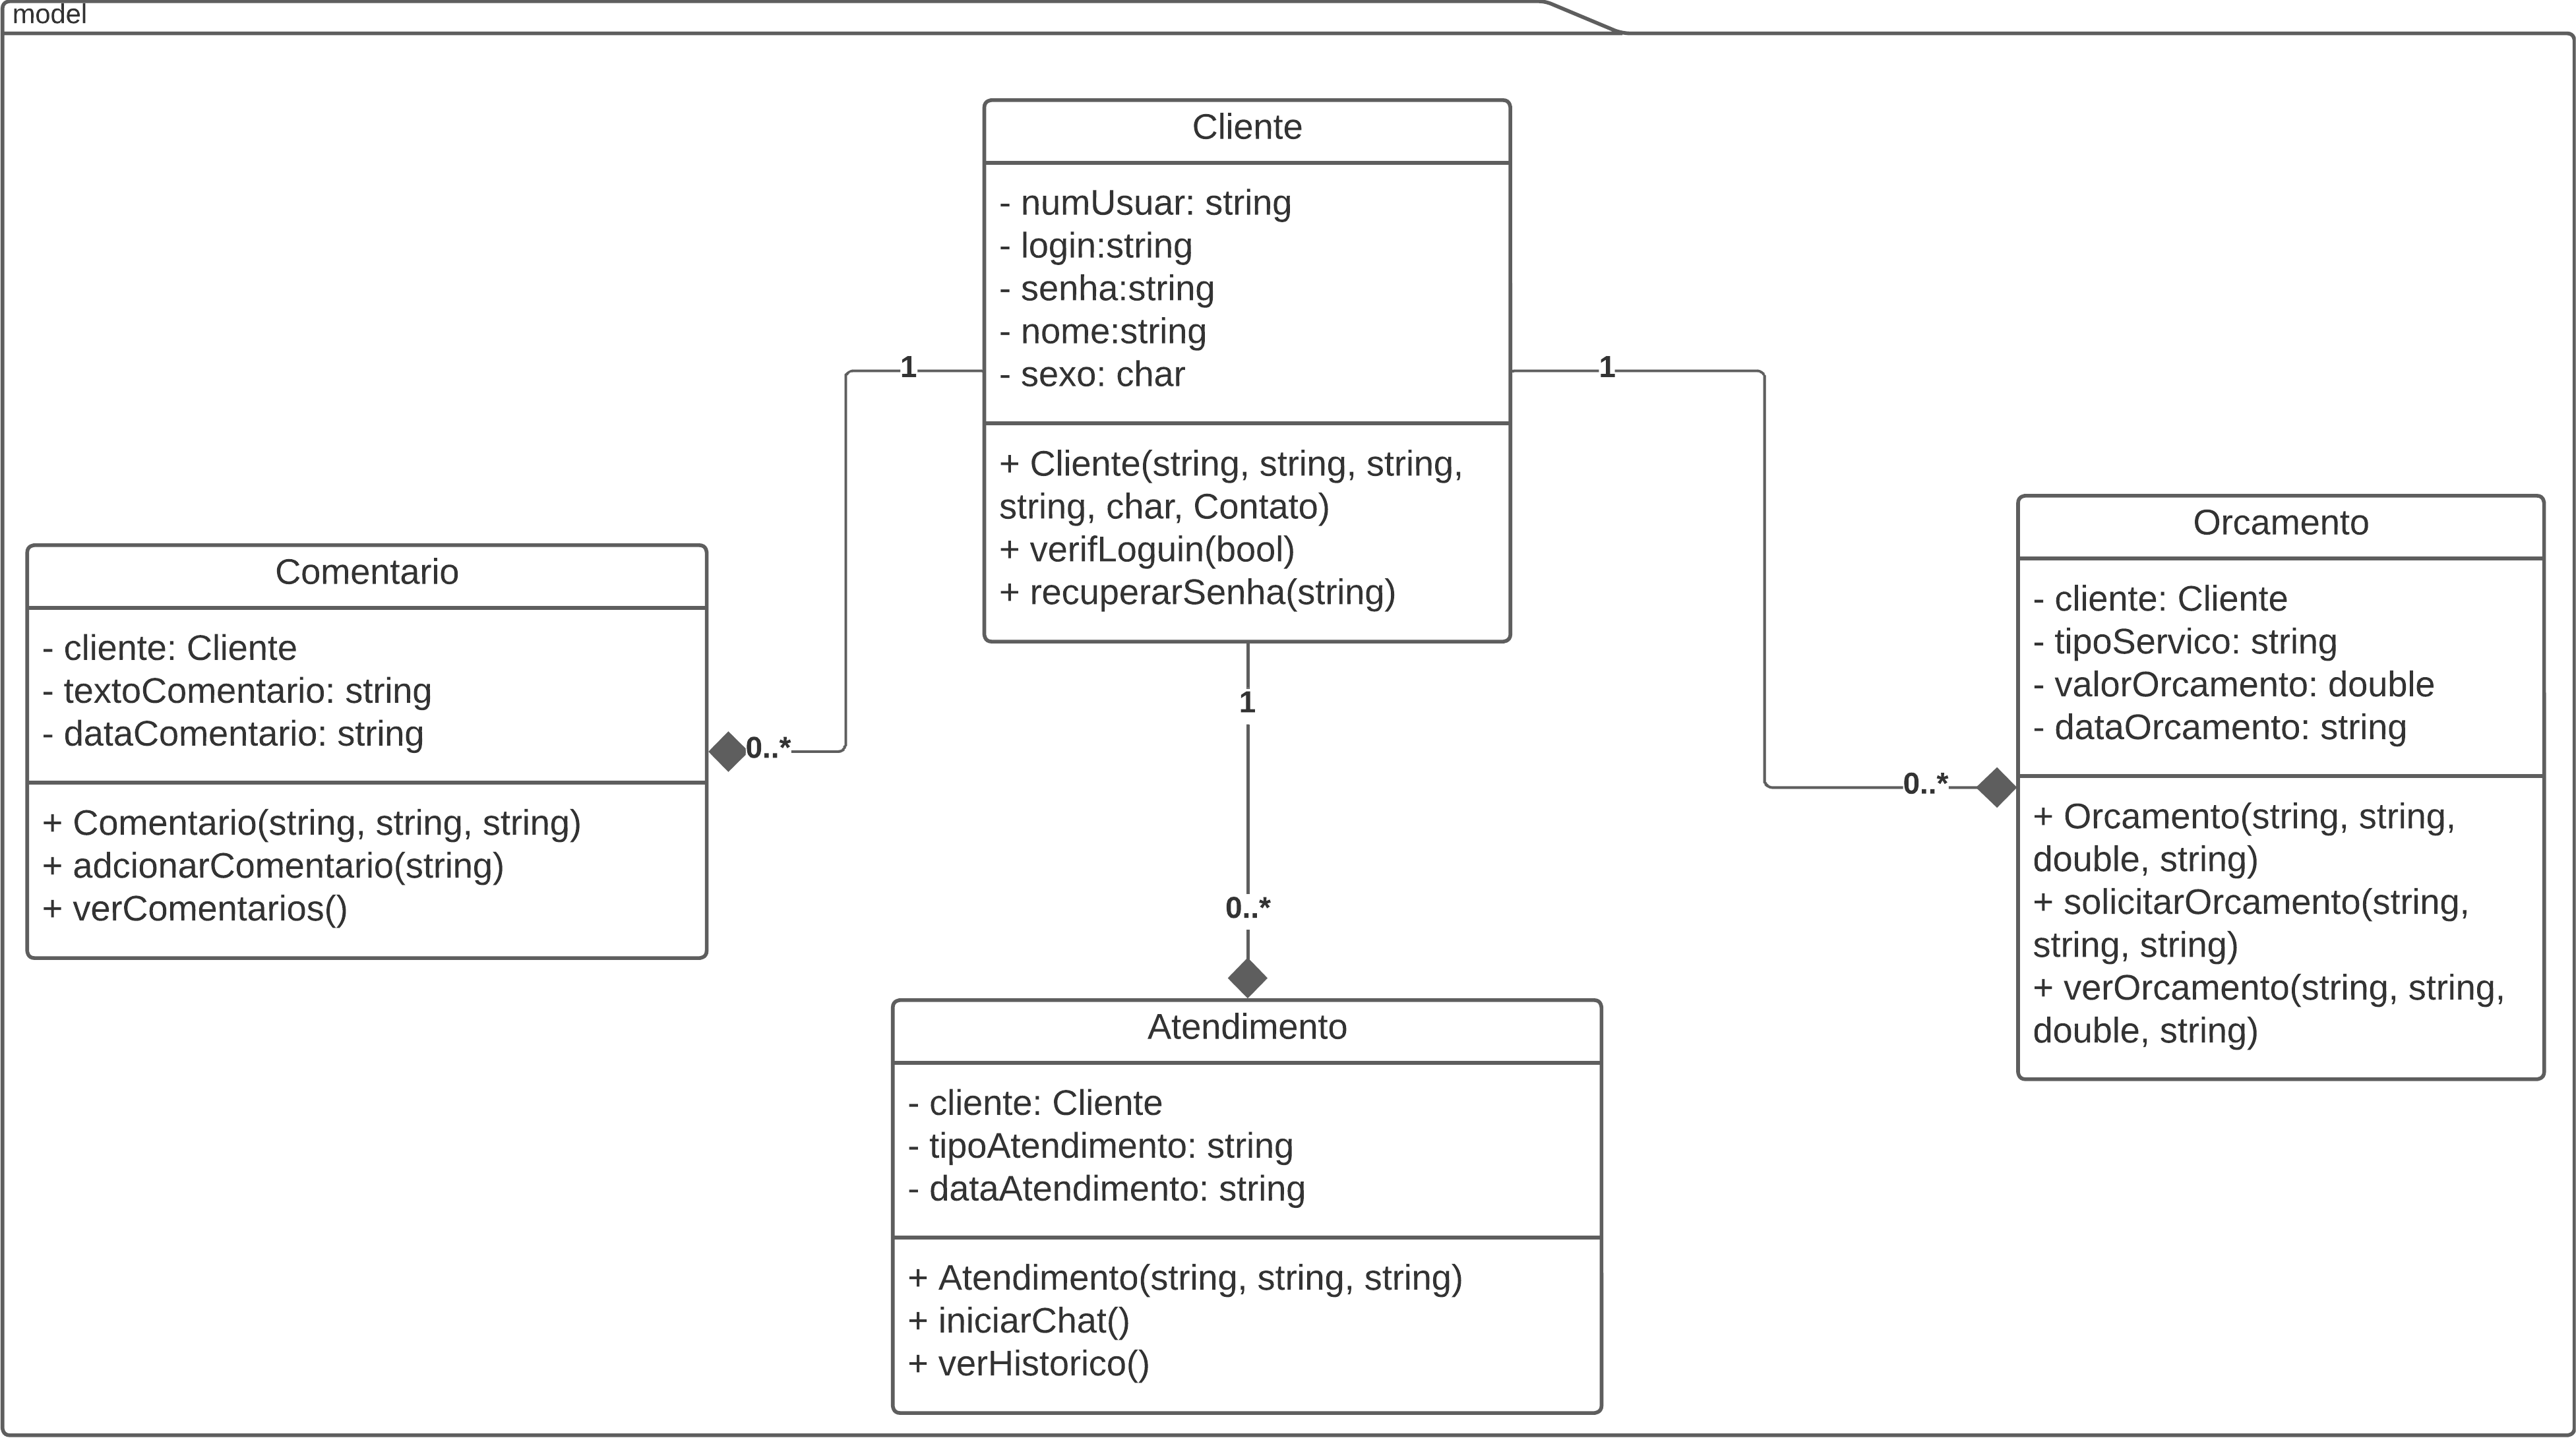 model
Cliente
- numUsuar: string
- login:string
- senha:string
- nome:string
- sexo: char
+ Cliente(string, string, string,
string, char, Contato)
+ verifLoguin(bool)
+ recuperarSenha(string)
1
1
1
0..*
0..*
0..*
Comentario
- cliente: Cliente
- textoComentario: string
- dataComentario: string
+ Comentario(string, string, string)
+ adcionarComentario(string)
+ verComentarios()
Orcamento
- cliente: Cliente
- tipoServico: string
- valorOrcamento: double
- dataOrcamento: string
+ Orcamento(string, string,
double, string)
+ solicitarOrcamento(string,
string, string)
+ verOrcamento(string, string,
double, string)
Atendimento
- cliente: Cliente
- tipoAtendimento: string
- dataAtendimento: string
+ Atendimento(string, string, string)
+ iniciarChat()
+ verHistorico()